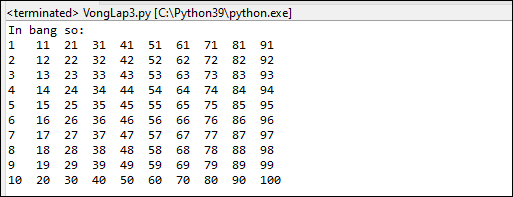 <terminated> VongLap3.py [C:\Python39\python.exe]
In bang so:
1 11 21 31 41 51 61 71 81 91
2 12 22 32 42 52 62 72 82 92
3 13 23 33 43 53 63 73 83 93
4 14 24 34 44 54 64 74 84 94
5 15 25 35 45 55 65 75 85 95
6 16 26 36 46 56 66 76 86 96
7 17 27 37 47 57 67 77 87 97
8 18 28 38 48 58 68 78 88 98
9 19 29 39 49 59 69 79 89 99
10 20 30 40 50 60 70 80 90 100